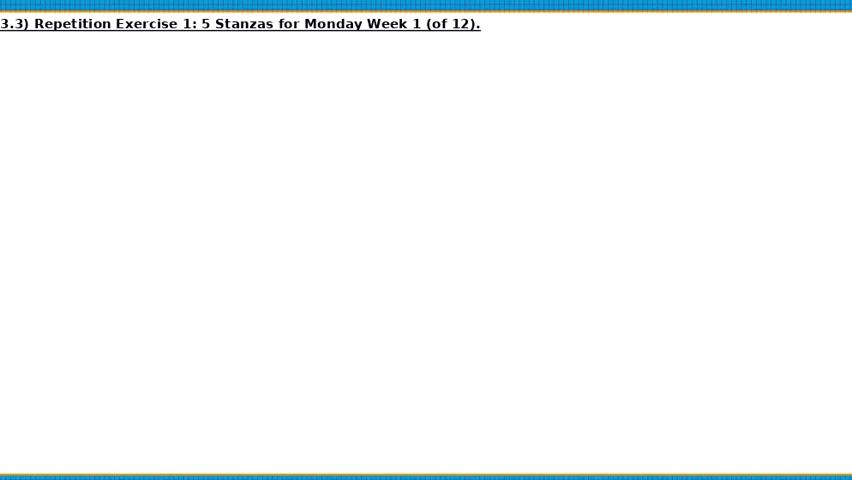 3.3) Repetition Exercise 1: 5 Stanzas for Monday Week 1 (of 12).